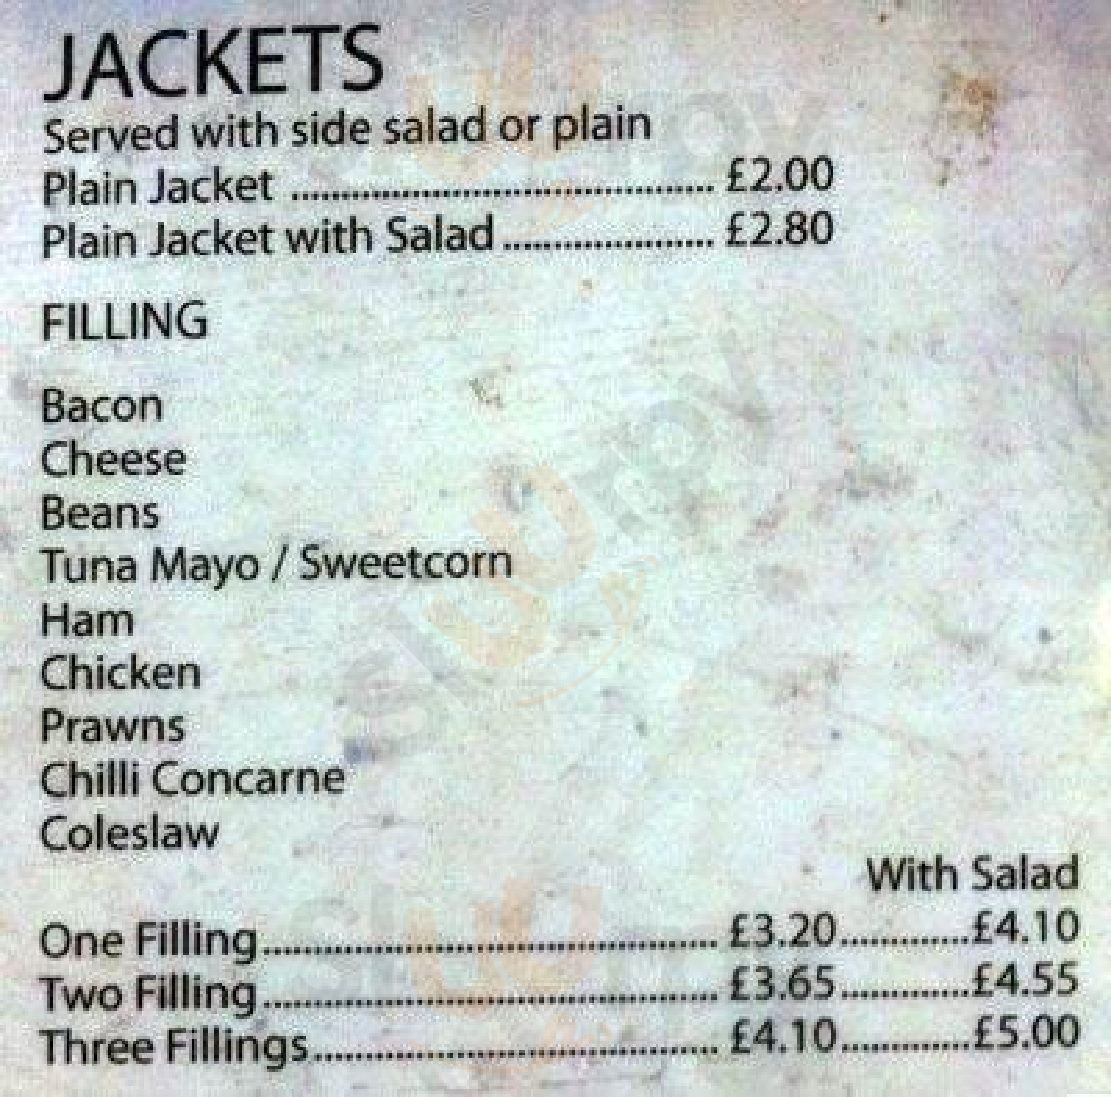 JACKETS
Served with side salad or plain
Plain Jacket ........................................ £2.00
Plain Jacket with Salad ..................... £2.80
FILLING
Bacon
Cheese
Beans
Tuna Mayo / Sweetcorn
Ham
Chicken
Prawns
Chilli Concarne
Coleslaw
With Salad
One Filling............................................ £3.20.............£4.10
Two Filling............................................ £3.65.............£4.55
Three Fillings....................................... £4.10.............£5.00
sluurpy